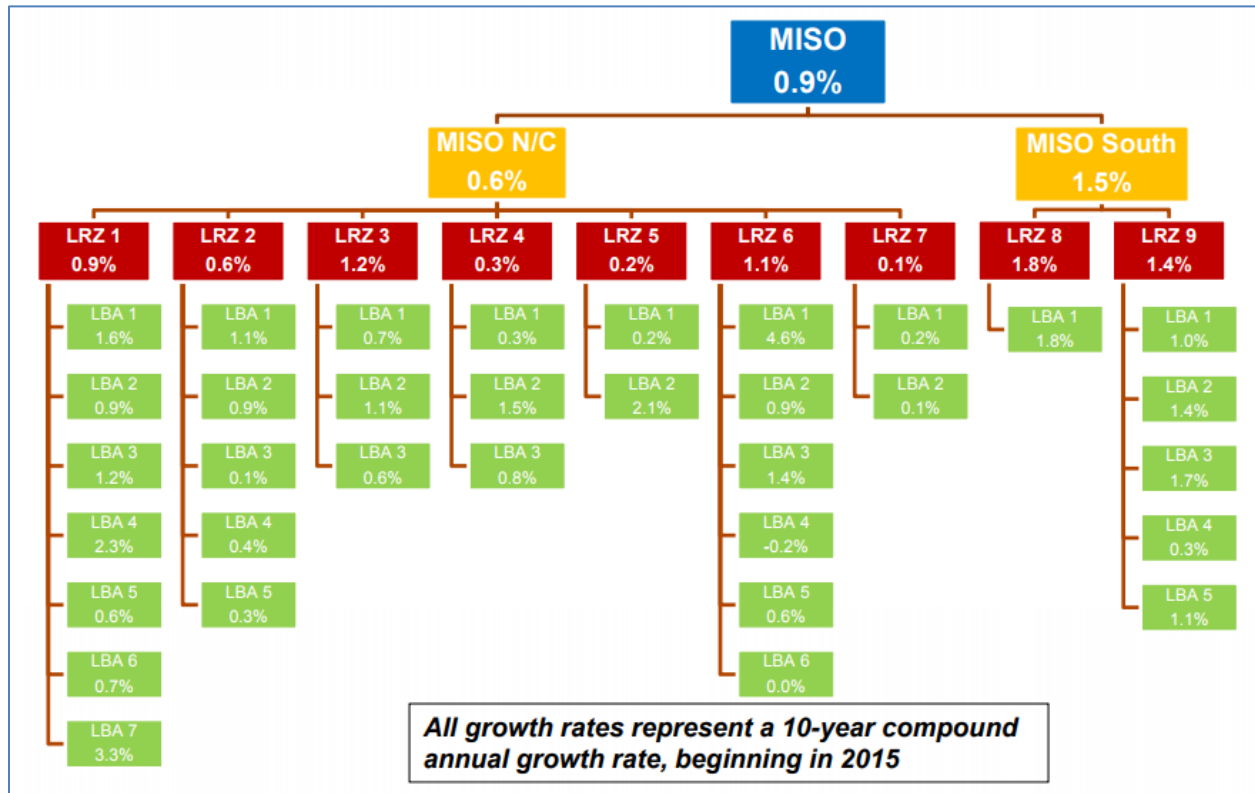 MISO
0.9%
MISO N/C
0.6%
MISO South
1.5%
LRZ 1
0.9%
LRZ 2
0.6%
LRZ 3
1.2%
LRZ 4
0.3%
LRZ 5
0.2%
LRZ 6
1.1%
LRZ 7
0.1%
LRZ 8
1.8%
LRZ 9
1.4%
LBA 1
1.6%
LBA 2
0.9%
LBA 3
1.2%
LBA 4
2.3%
LBA 5
0.6%
LBA 6
0.7%
LBA 7
3.3%
LBA 1
1.1%
LBA 2
0.9%
LBA 3
0.1%
LBA 4
0.4%
LBA 5
0.3%
LBA 1
0.7%
LBA 2
1.1%
LBA 3
0.6%
LBA 1
0.3%
LBA 2
1.5%
LBA 3
0.8%
LBA 1
0.2%
LBA 2
2.1%
LBA 1
4.6%
LBA 2
0.9%
LBA 3
1.4%
LBA 4
-0.2%
LBA 5
0.6%
LBA 6
0.0%
LBA 1
0.2%
LBA 2
0.1%
LBA 1
1.8%
LBA 1
1.0%
LBA 2
1.4%
LBA 3
1.7%
LBA 4
0.3%
LBA 5
1.1%
All growth rates represent a 10-year compound
annual growth rate, beginning in 2015